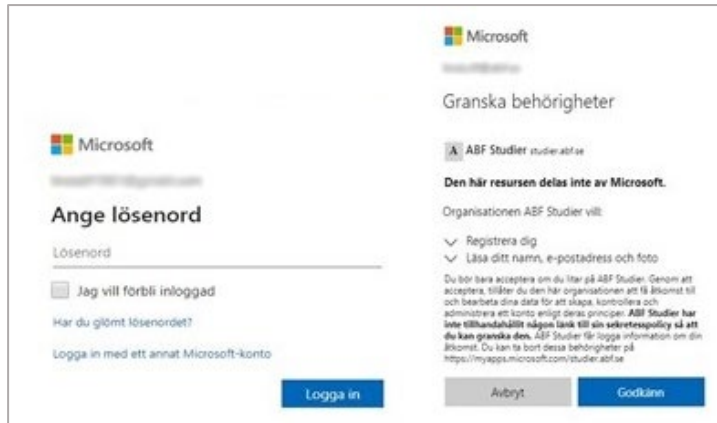 Microsoft
Ange lösenord
Lösenord
Jag vill förbli inloggad
Har du glömt lösenordet?
Logga in med ett annat Microsoft-konto
Logga in
Microsoft
Granska behörigheter
A ABF Studier studier.abf.se
Den här resursen delas inte av Microsoft.
Organisationen ABF Studier vill:
Registrera dig
Läsa ditt namn, e-postadress och foto
Du bör bara acceptera om du litar på ABF Studier. Genom att
acceptera, tillåter du den här organisationen att få åtkomst till
och bearbeta dina data för att skapa, kontrollera och
administrera ett konto enligt deras principer. ABF Studier har
inte tillhandahållit någon länk till sin sekretesspolicy så att
du kan granska den. ABF Studier får logga information om din
åtkomst. Du kan ta bort dessa behörigheter på
https://myapps.microsoft.com/studier.abf.se
Avbryt
Godkänn